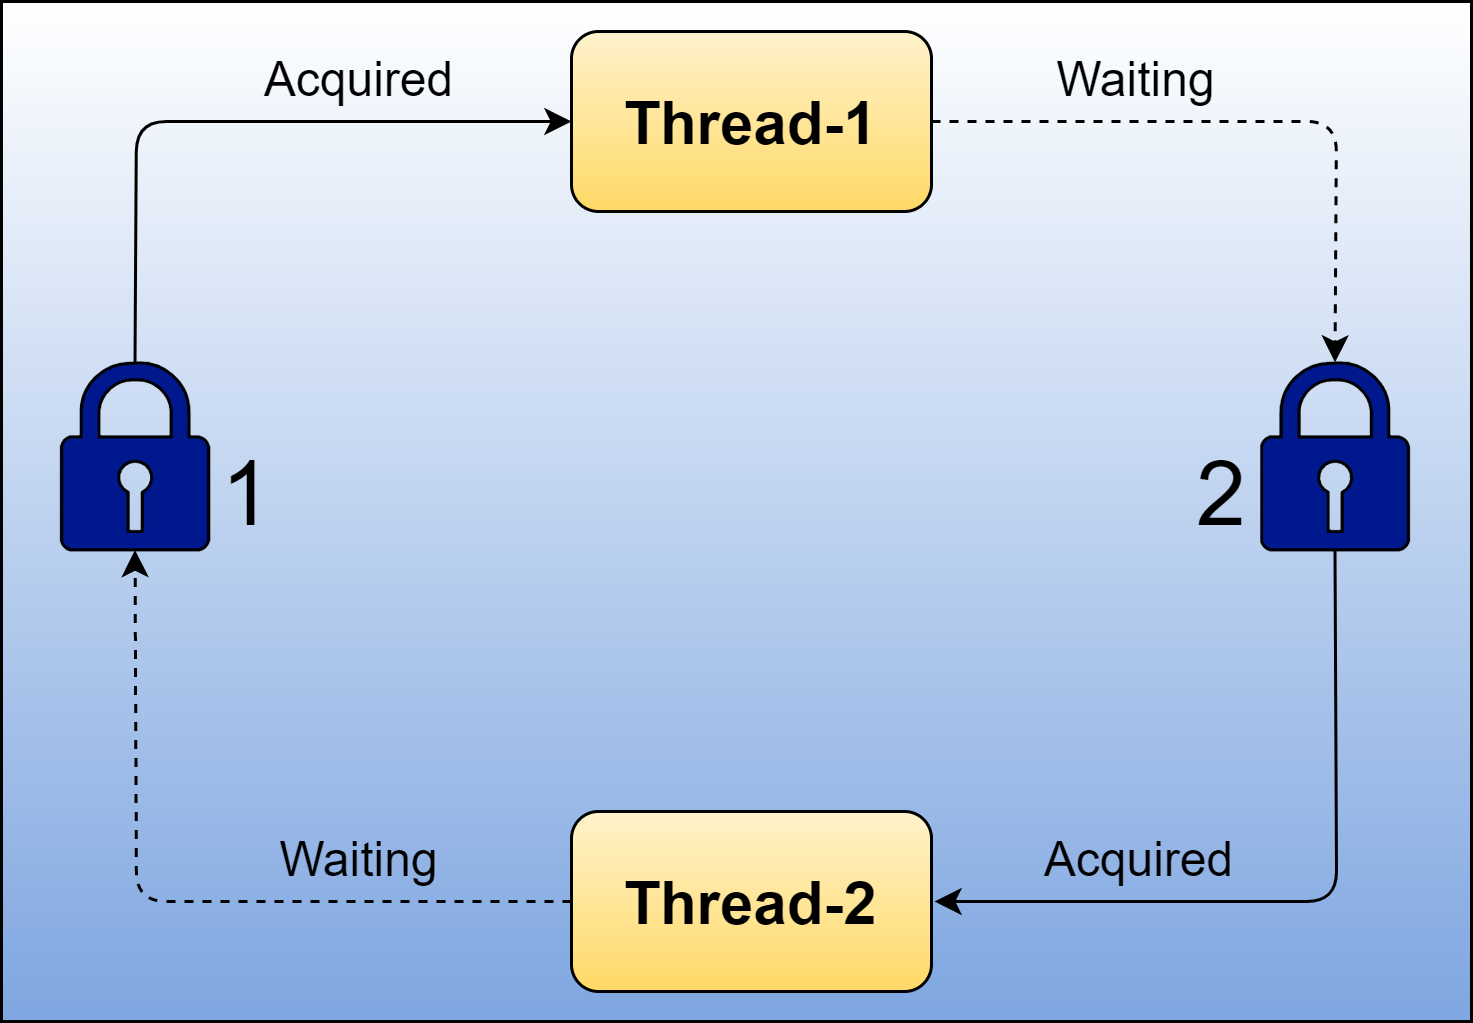 Acquired
Thread-1
Waiting
1
2
Waiting
Thread-2
Acquired